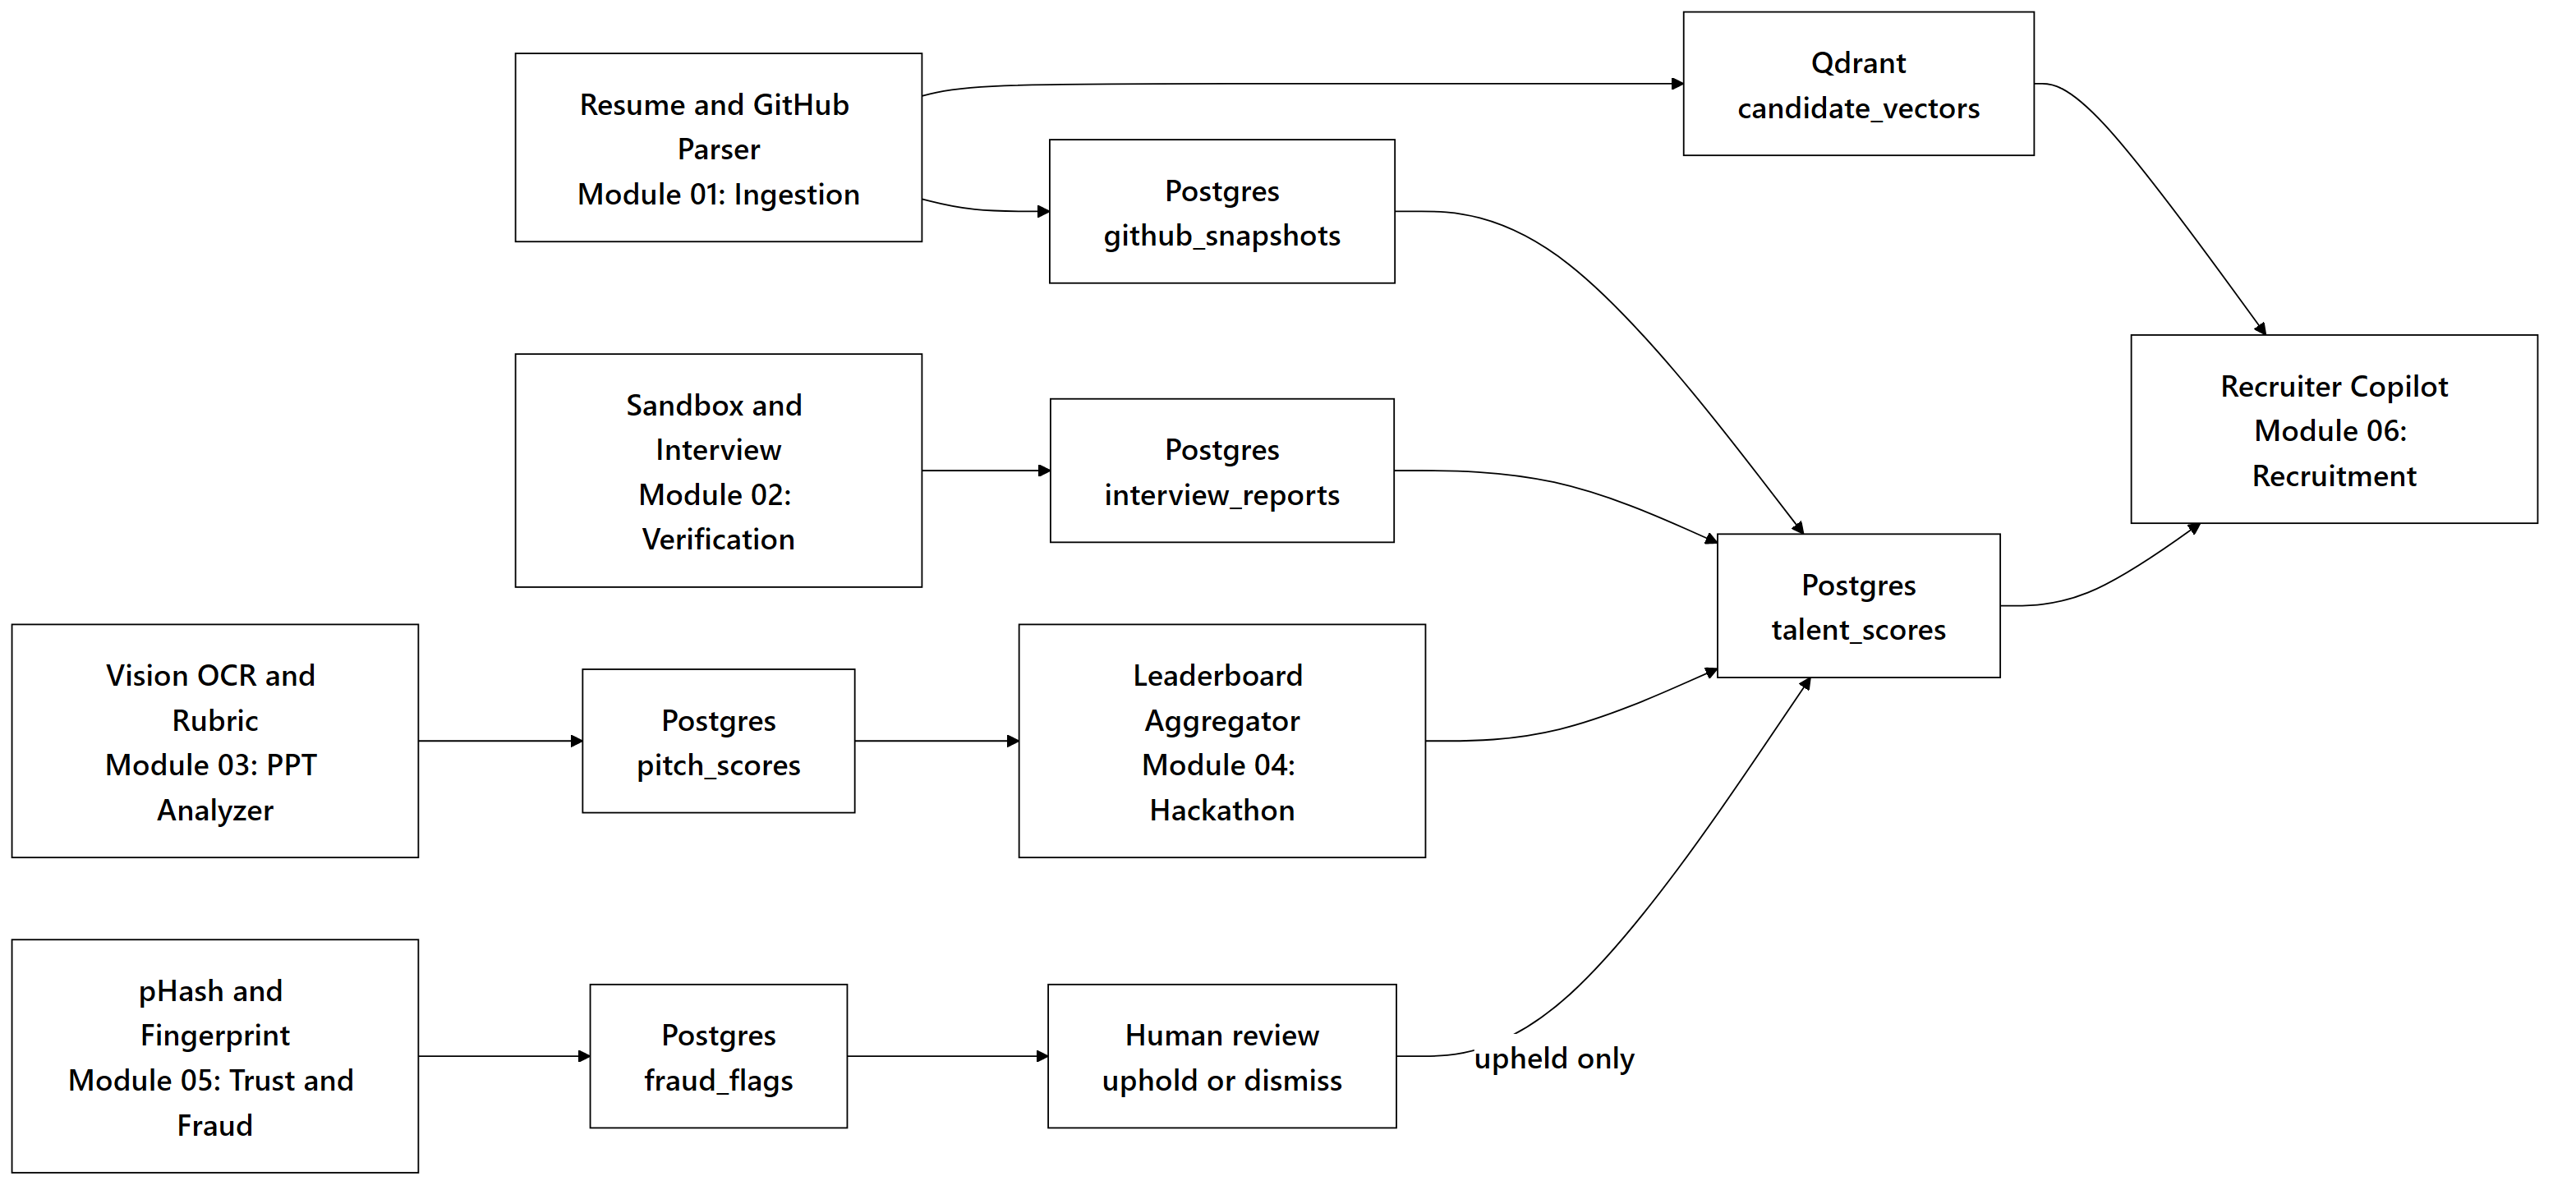 Resume and GitHub
Parser
Module 01: Ingestion
Qdrant
candidate_vectors
Postgres
github_snapshots
Sandbox and
Interview
Module 02:
Verification
Postgres
interview_reports
Recruiter Copilot
Module 06:
Recruitment
Postgres
talent_scores
Vision OCR and
Rubric
Module 03: PPT
Analyzer
Postgres
pitch_scores
Leaderboard
Aggregator
Module 04:
Hackathon
pHash and
Fingerprint
Module 05: Trust and
Fraud
Postgres
fraud_flags
Human review
uphold or dismiss
upheld only